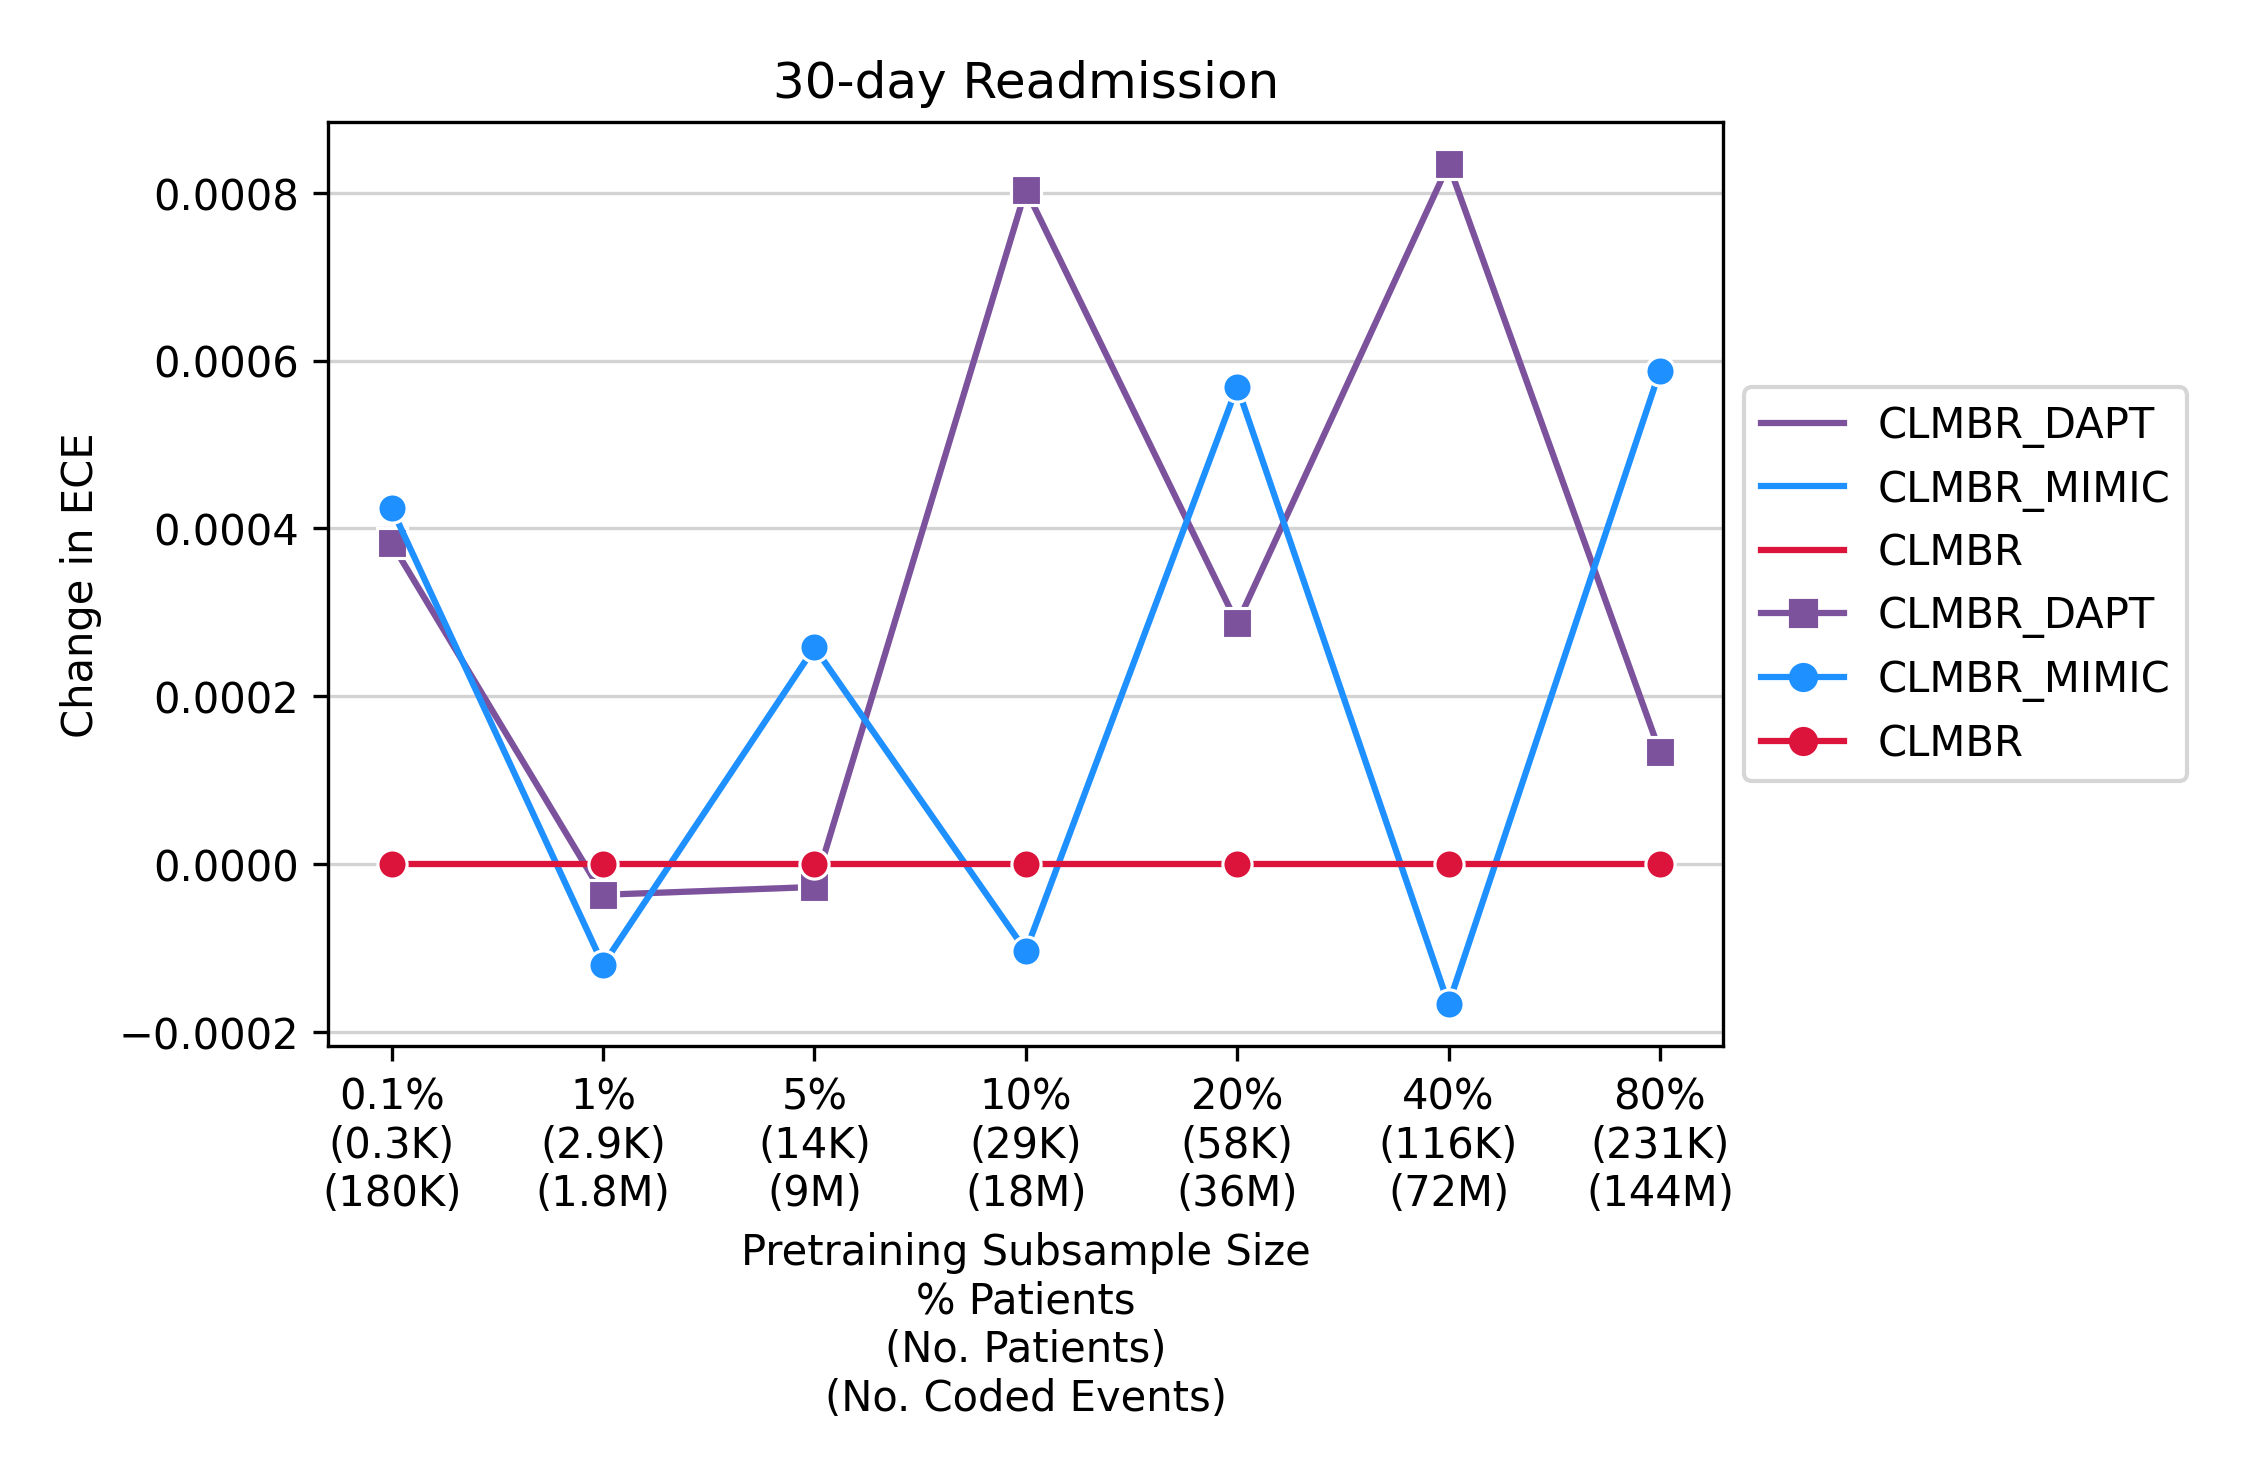 30-day Readmission
Change in ECE
0.0008
0.0006
0.0004
0.0002
0.0000
−0.0002
0.1% 1% 5% 10% 20% 40% 80%
(0.3K) (2.9K) (14K) (29K) (58K) (116K) (231K)
(180K) (1.8M) (9M) (18M) (36M) (72M) (144M)
Pretraining Subsample Size
% Patients
(No. Patients)
(No. Coded Events)
CLMBR_DAPT
CLMBR_MIMIC
CLMBR
CLMBR_DAPT
CLMBR_MIMIC
CLMBR